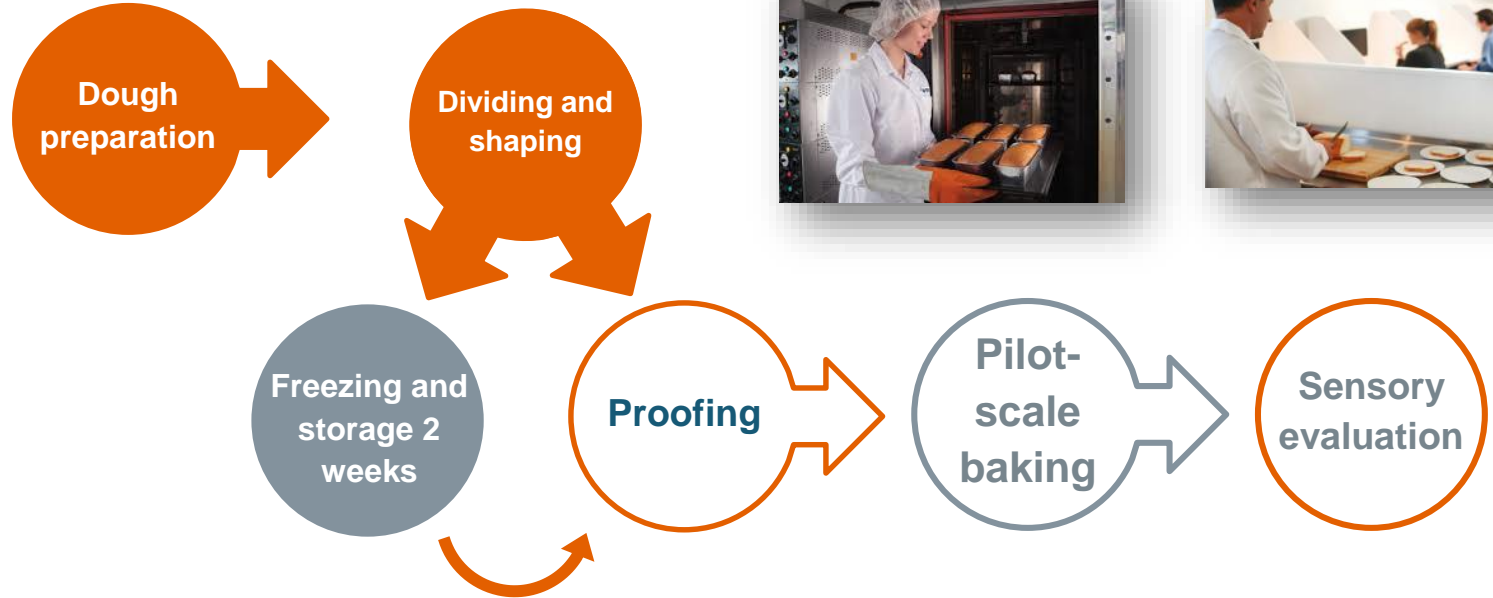 Dough
preparation
Dividing and
shaping
Freezing and
storage 2
weeks
Proofing
Pilot-
scale
baking
Sensory
evaluation